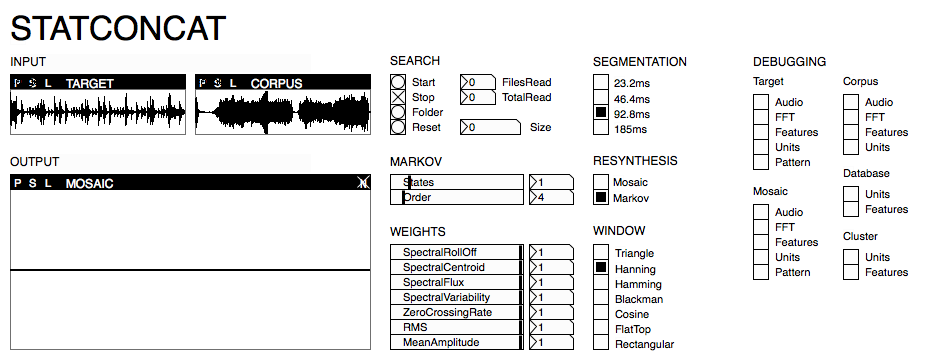 STATCONCAT
INPUT
P S L TARGET
P S L CORPUS
OUTPUT
P S L MOSAIC
SEARCH
Start
0 FilesRead
Stop
0 TotalRead
Folder
Reset
0 Size
MARKOV
States 1
Order 4
WEIGHTS
SpectralRollOff 1
SpectralCentroid 1
SpectralFlux 1
SpectralVariability 1
ZeroCrossingRate 1
RMS 1
MeanAmplitude 1
SEGMENTATION
23.2ms
46.4ms
92.8ms
185ms
RESYNTHESIS
Mosaic
Markov
WINDOW
Triangle
Hanning
Hamming
Blackman
Cosine
FlatTop
Rectangular
DEBUGGING
Target
Audio
FFT
Features
Units
Pattern
Mosaic
Audio
FFT
Features
Units
Pattern
Corpus
Audio
FFT
Features
Units
Database
Units
Features
Cluster
Units
Features